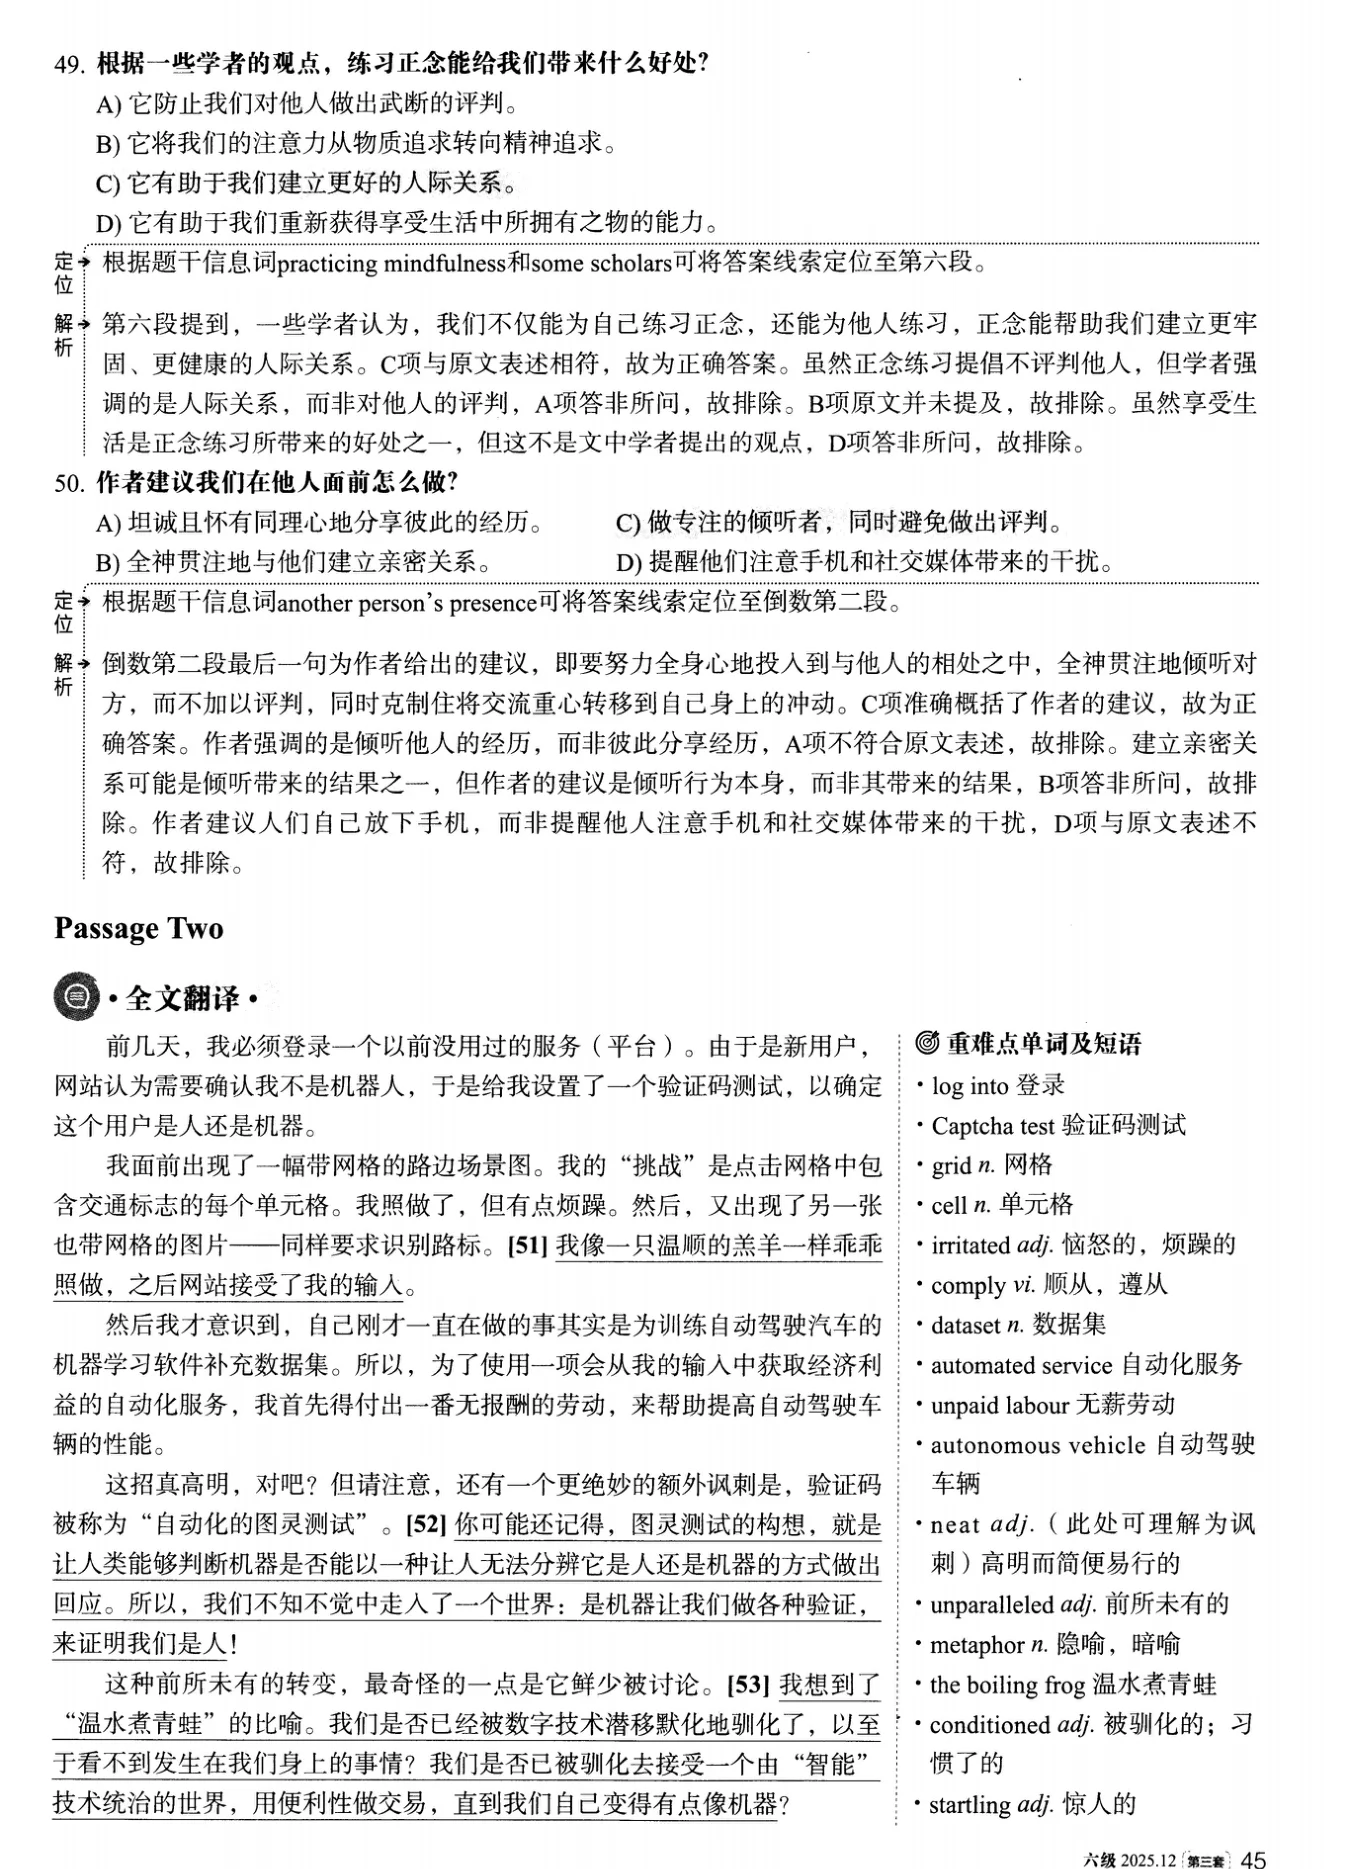 49. 根据一些学者的观点，练习正念能给我们带来什么好处？
A) 它防止我们对他人做出武断的评判。
B) 它将我们的注意力从物质追求转向精神追求。
C) 它有助于我们建立更好的人际关系。
D) 它有助于我们重新获得享受生活中所拥有之物的能力。
定位 根据题干信息词practicing mindfulness和some scholars可将答案线索定位至第六段。
解析 第六段提到，一些学者认为，我们不仅能为自己练习正念，还能为他人练习，正念能帮助我们建立更牢
固、更健康的人际关系。C项与原文表述相符，故为正确答案。虽然正念练习提倡不评判他人，但学者强
调的是人际关系，而非对他人的评判，A项答非所问，故排除。B项原文并未提及，故排除。虽然享受生
活是正念练习所带来的好处之一，但这不是文中学者提出的观点，D项答非所问，故排除。
50. 作者建议我们在他人面前怎么做？
A) 坦诚且怀有同理心地分享彼此的经历。 C) 做专注的倾听者，同时避免做出评判。
B) 全神贯注地与他们建立亲密关系。 D) 提醒他们注意手机和社交媒体带来的干扰。
定位 根据题干信息词another person's presence可将答案线索定位至倒数第二段。
解析 倒数第二段最后一句为作者给出的建议，即要努力全身心地投入到与他人的相处之中，全神贯注地倾听对
方，而不加以评判，同时克制住将交流重心转移到自己身上的冲动。C项准确概括了作者的建议，故为正
确答案。作者强调的是倾听他人的经历，而非彼此分享经历，A项不符合原文表述，故排除。建立亲密关
系可能是倾听带来的结果之一，但作者的建议是倾听行为本身，而非其带来的结果，B项答非所问，故排
除。作者建议人们自己放下手机，而非提醒他人注意手机和社交媒体带来的干扰，D项与原文表述不
符，故排除。
Passage Two
·全文翻译·
前几天，我必须登录一个以前没用过的服务（平台）。由于是新用户，
网站认为需要确认我不是机器人，于是给我设置了一个验证码测试，以确定
这个用户是人还是机器。
我面前出现了一幅带网格的路边场景图。我的“挑战”是点击网格中包
含交通标志的每个单元格。我照做了，但有点烦躁。然后，又出现了另一张
也带网格的图片——同样要求识别路标。[51] 我像一只温顺的羔羊一样乖乖
照做，之后网站接受了我的输入。
然后我才意识到，自己刚才一直在做的事其实是为训练自动驾驶汽车的
机器学习软件补充数据集。所以，为了使用一项会从我的输入中获取经济利
益的自动化服务，我首先得付出一番无报酬的劳动，来帮助提高自动驾驶车
辆的性能。
这招真高明，对吧？但请注意，还有一个更绝妙的额外讽刺是，验证码
被称为“自动化的图灵测试”。[52] 你可能还记得，图灵测试的构想，就是
让人类能够判断机器是否能以一种让人无法分辨它是人还是机器的方式做出
回应。所以，我们不知不觉中走入了一个世界：是机器让我们做各种验证，
来证明我们是人！
这种前所未有的转变，最奇怪的一点是它鲜少被讨论。[53] 我想到了
“温水煮青蛙”的比喻。我们是否已经被数字技术潜移默化地驯化了，以至
于看不到发生在我们身上的事情？我们是否已被驯化去接受一个由“智能”
技术统治的世界，用便利性做交易，直到我们自己变得有点像机器？
重难点单词及短语
·log into 登录
·Captcha test 验证码测试
·grid n. 网格
·cell n. 单元格
·irritated adj. 恼怒的，烦躁的
·comply vi. 顺从，遵从
·dataset n. 数据集
·automated service 自动化服务
·unpaid labour 无薪劳动
·autonomous vehicle 自动驾驶
车辆
·neat adj.（此处可理解为讽
刺）高明而简便易行的
·unparalleled adj. 前所未有的
·metaphor n. 隐喻，暗喻
·the boiling frog 温水煮青蛙
·conditioned adj. 被驯化的；习
惯了的
·startling adj. 惊人的
六级 2025.12 第三套 45